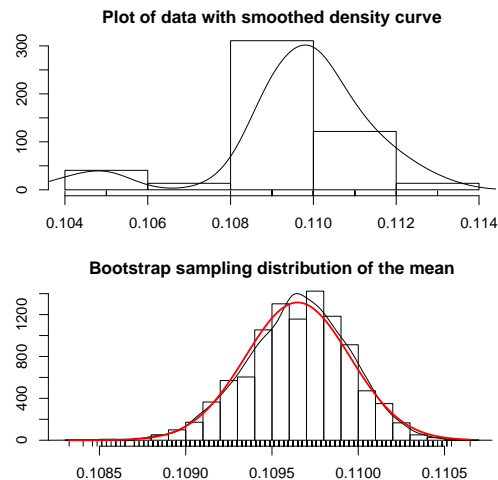 Plot of data with smoothed density curve
300
200
100
0
0.104 0.106 0.108 0.110 0.112 0.114
Bootstrap sampling distribution of the mean
1200
800
400
0
0.1085 0.1090 0.1095 0.1100 0.1105